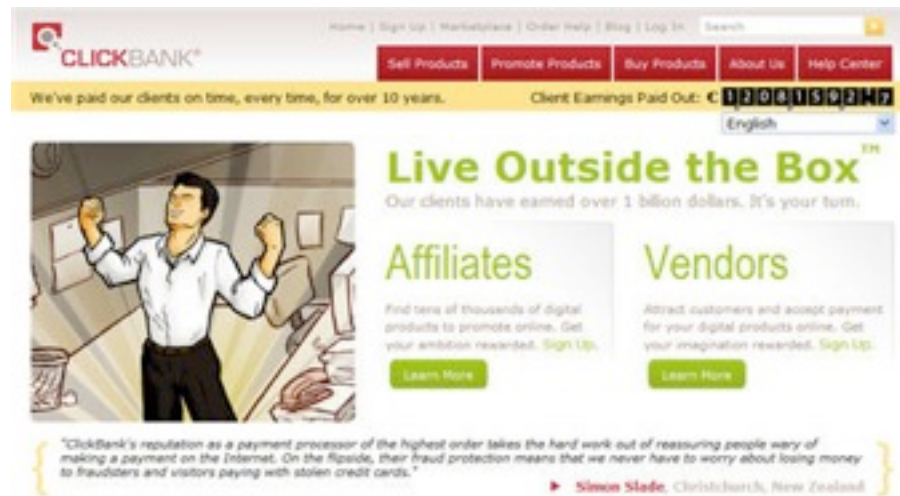 Home | Sign Up | Marketplace | Order Help | Blog | Log In
Search
CLICKBANK®
Sell Products
Promote Products
Buy Products
About Us
Help Center
We've paid our clients on time, every time, for over 10 years.
Client Earnings Paid Out: €
English
Live Outside the Box™
Our clients have earned over 1 billion dollars. It's your turn.
Affiliates
Find tens of thousands of digital
products to promote online. Get
your ambition rewarded. Sign Up.
Learn More
Vendors
Attract customers and accept payment
for your digital products online. Get
your imagination rewarded. Sign Up.
Learn More
"ClickBank's reputation as a payment processor of the highest order takes the hard work out of reassuring people wary of
making a payment on the Internet. On the flipside, their fraud protection means that we never have to worry about losing money
to fraudsters and visitors paying with stolen credit cards."
Simon Slade, Christchurch, New Zealand